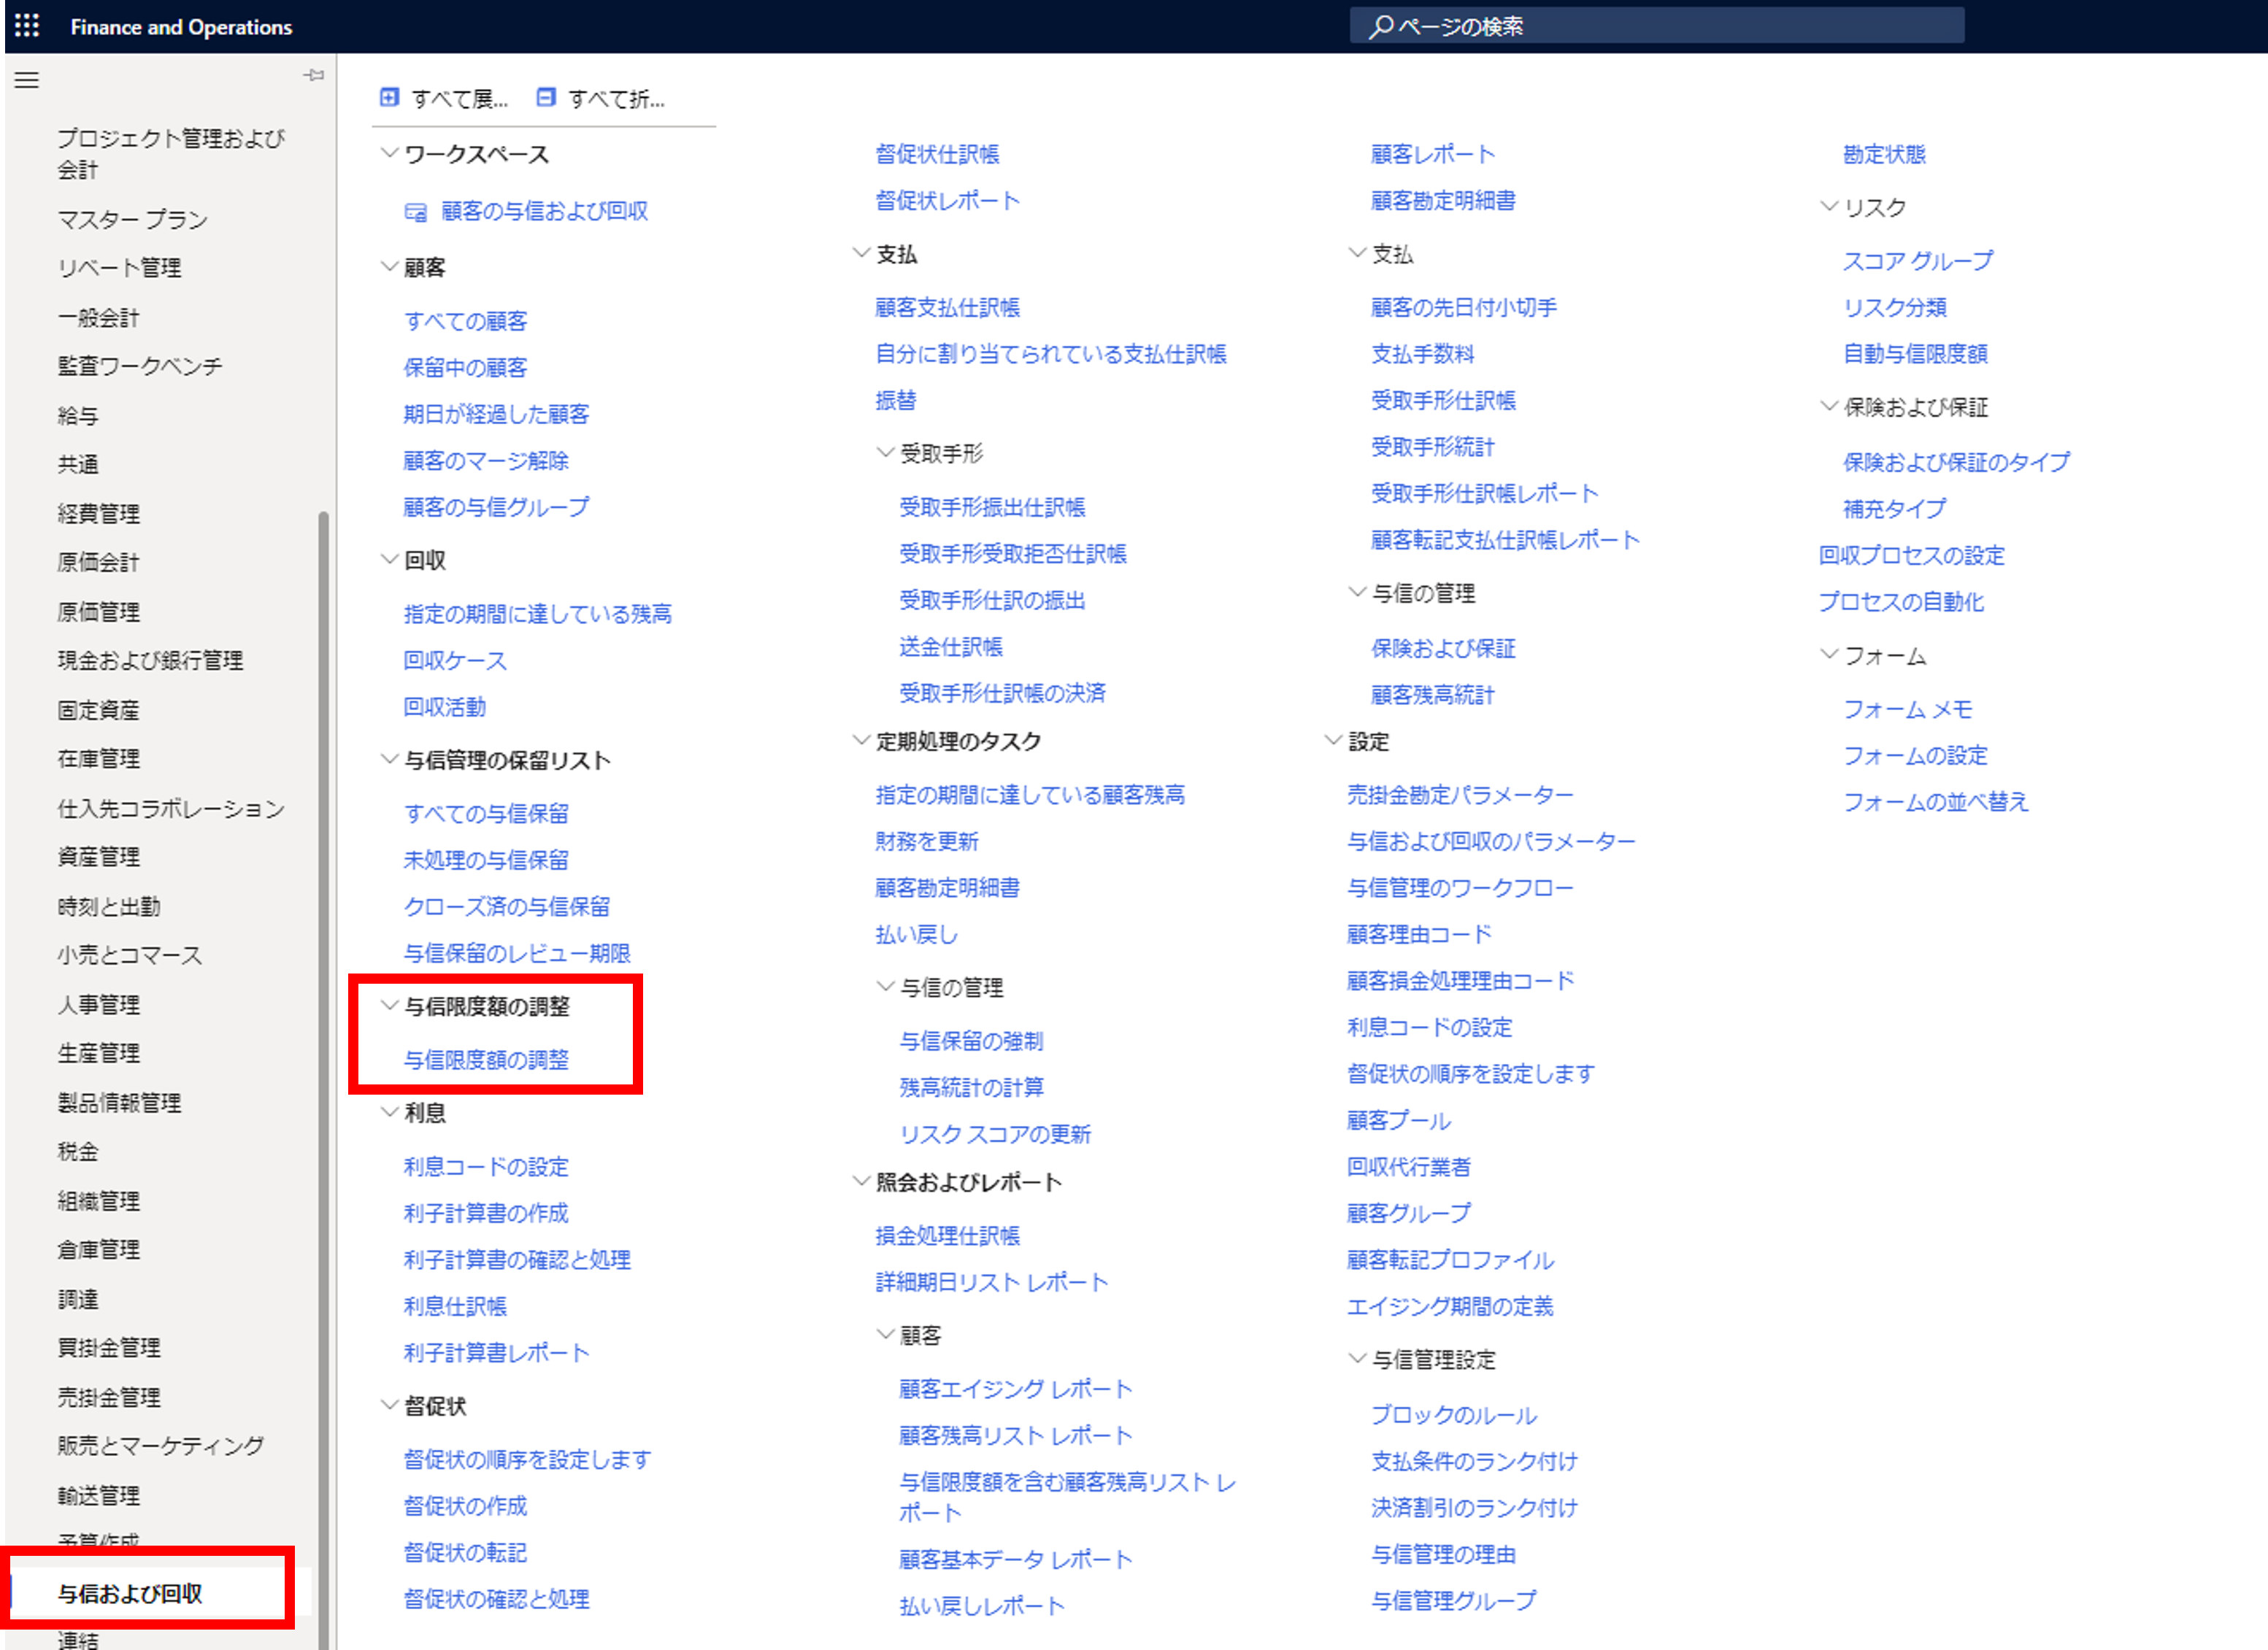 Finance and Operations
ページの検索
プロジェクト管理および
会計
マスター プラン
リベート管理
一般会計
監査ワークベンチ
給与
共通
経費管理
原価会計
原価管理
現金および銀行管理
固定資産
在庫管理
仕入先コラボレーション
資産管理
時刻と出勤
小売とコマース
人事管理
生産管理
製品情報管理
税金
組織管理
倉庫管理
調達
買掛金管理
売掛金管理
販売とマーケティング
輸送管理
予算作成
与信および回収
連結
すべて展...
すべて折...
ワークスペース
顧客の与信および回収
顧客
すべての顧客
保留中の顧客
期日が経過した顧客
顧客のマージ解除
顧客の与信グループ
回収
指定の期間に達している残高
回収ケース
回収活動
与信管理の保留リスト
すべての与信保留
未処理の与信保留
クローズ済の与信保留
与信保留のレビュー期限
与信限度額の調整
与信限度額の調整
利息
利息コードの設定
利子計算書の作成
利子計算書の確認と処理
利息仕訳帳
利子計算書レポート
督促状
督促状の順序を設定します
督促状の作成
督促状の転記
督促状の確認と処理
督促状仕訳帳
督促状レポート
支払
顧客支払仕訳帳
自分に割り当てられている支払仕訳帳
振替
受取手形
受取手形振出仕訳帳
受取手形受取拒否仕訳帳
受取手形仕訳の振出
送金仕訳帳
受取手形仕訳帳の決済
定期処理のタスク
指定の期間に達している顧客残高
財務を更新
顧客勘定明細書
払い戻し
与信の管理
与信保留の強制
残高統計の計算
リスク スコアの更新
照会およびレポート
損金処理仕訳帳
詳細期日リスト レポート
顧客
顧客エイジング レポート
顧客残高リスト レポート
与信限度額を含む顧客残高リスト レ
ポート
顧客基本データ レポート
払い戻しレポート
顧客レポート
顧客勘定明細書
支払
顧客の先日付小切手
支払手数料
受取手形仕訳帳
受取手形統計
受取手形仕訳帳レポート
顧客転記支払仕訳帳レポート
与信の管理
保険および保証
顧客残高統計
設定
売掛金勘定パラメーター
与信および回収のパラメーター
与信管理のワークフロー
顧客理由コード
顧客損金処理理由コード
利息コードの設定
督促状の順序を設定します
顧客プール
回収代行業者
顧客グループ
顧客転記プロファイル
エイジング期間の定義
与信管理設定
ブロックのルール
支払条件のランク付け
決済割引のランク付け
与信管理の理由
与信管理グループ
勘定状態
リスク
スコア グループ
リスク分類
自動与信限度額
保険および保証
保険および保証のタイプ
補充タイプ
回収プロセスの設定
プロセスの自動化
フォーム
フォーム メモ
フォームの設定
フォームの並べ替え